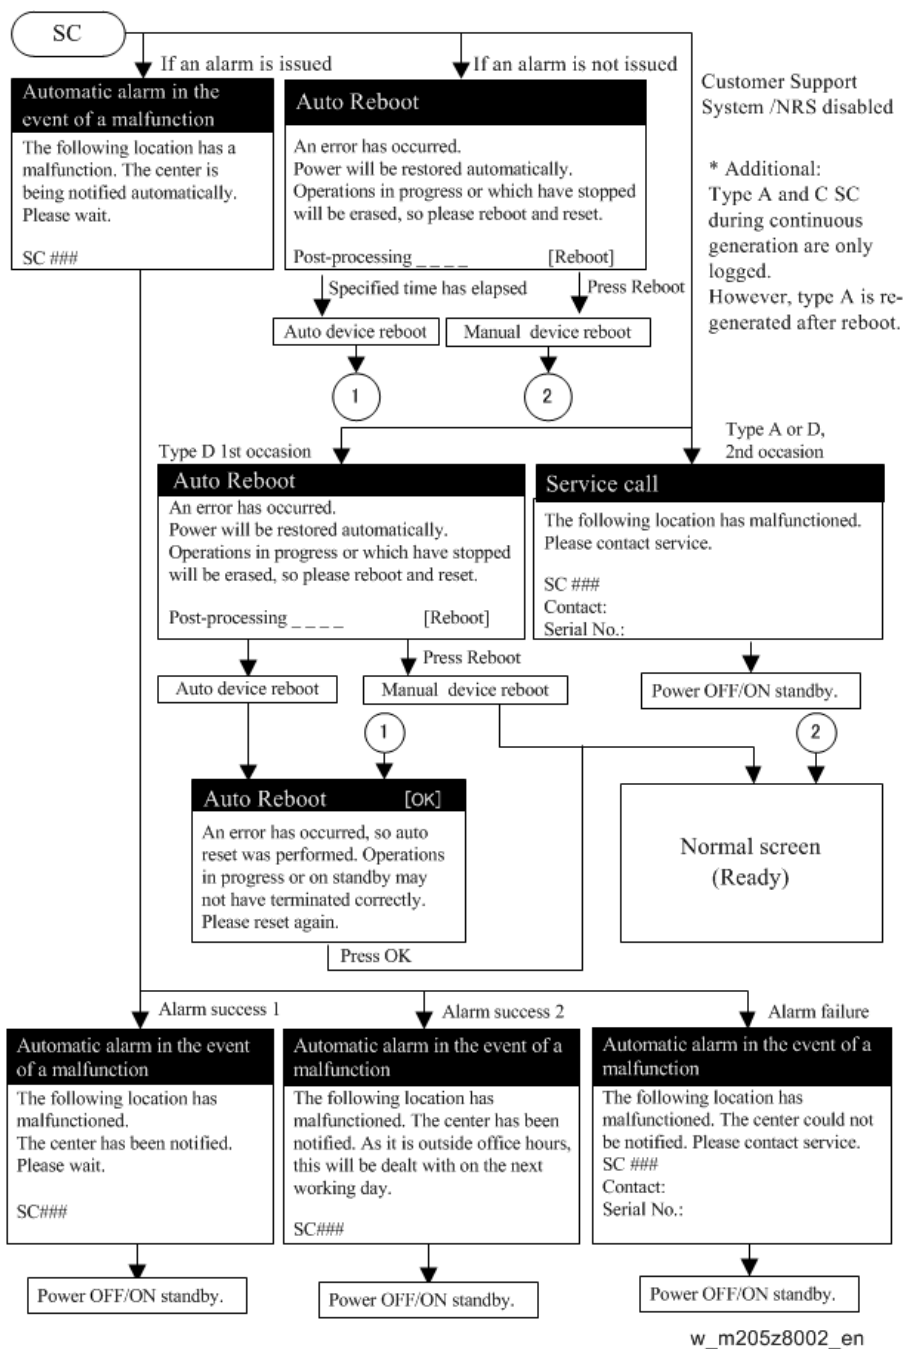 SC
If an alarm is issued
If an alarm is not issued
Customer Support
System /NRS disabled
* Additional:
Type A and C SC
during continuous
generation are only
logged.
However, type A is re-
generated after reboot.
Automatic alarm in the
event of a malfunction
The following location has a
malfunction. The center is
being notified automatically.
Please wait.
SC ###
Auto Reboot
An error has occurred.
Power will be restored automatically.
Operations in progress or which have stopped
will be erased, so please reboot and reset.
Post-processing _ _ _ _ [Reboot]
Specified time has elapsed
Press Reboot
Auto device reboot
Manual device reboot
1
2
Type D 1st occasion
Type A or D,
2nd occasion
Auto Reboot
An error has occurred.
Power will be restored automatically.
Operations in progress or which have stopped
will be erased, so please reboot and reset.
Post-processing _ _ _ _ [Reboot]
Service call
The following location has malfunctioned.
Please contact service.
SC ###
Contact:
Serial No.:
Press Reboot
Auto device reboot
Manual device reboot
Power OFF/ON standby.
1
2
Auto Reboot [OK]
An error has occurred, so auto
reset was performed. Operations
in progress or on standby may
not have terminated correctly.
Please reset again.
Press OK
Normal screen
(Ready)
Alarm success 1
Alarm success 2
Alarm failure
Automatic alarm in the event
of a malfunction
The following location has
malfunctioned.
The center has been notified.
Please wait.
SC###
Automatic alarm in the event of a
malfunction
The following location has
malfunctioned. The center has been
notified. As it is outside office hours,
this will be dealt with on the next
working day.
SC###
Automatic alarm in the event of a
malfunction
The following location has
malfunctioned. The center could not
be notified. Please contact service.
SC ###
Contact:
Serial No.:
Power OFF/ON standby.
Power OFF/ON standby.
Power OFF/ON standby.
w_m205z8002_en